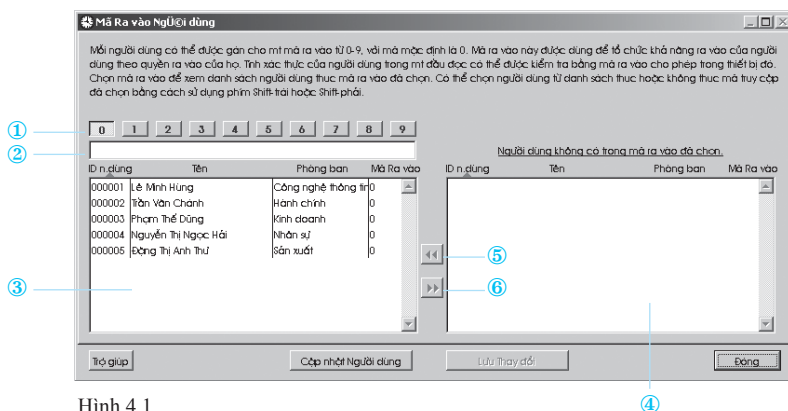 Mã Ra vào NgÜ©i dùng
Mỗi người dùng có thể được gán cho mt mã ra vào từ 0-9, với mã mặc định là 0. Mã ra vào này được dùng để tổ chức khả năng ra vào của người
dùng theo quyền ra vào của họ. Tnh xác thực của người dùng trong mt đầu đọc có thể được kiểm tra bằng mã ra vào cho phép trong thiết bị đó.
Chọn mã ra vào để xem danh sách người dùng thuc mã ra vào đã chọn. Có thể chọn người dùng từ danh sách thuc hoặc không thuc mã truy cập
đã chọn bằng cách sử dụng phím Shift-trái hoặc Shift-phải.
① 0 1 2 3 4 5 6 7 8 9
②
Người dùng không có trong mã ra vào đã chọn.
ID n.dùng Tên Phòng ban Mã Ra vào ID n.dùng Tên Phòng ban Mã Ra vào
000001 Lê Minh Hùng Công nghệ thông tin 0
000002 Trần Văn Chánh Hành chính 0
000003 Phạm Thế Dũng Kinh doanh 0
000004 Nguyễn Thị Ngọc Hải Nhân sự 0
000005 Đặng Thị Anh Thư Sản xuất 0
⑤
③ ⑥
Trợ giúp Cập nhật Người dùng Lưu Thay đổi Đóng
Hình 4.1 ④